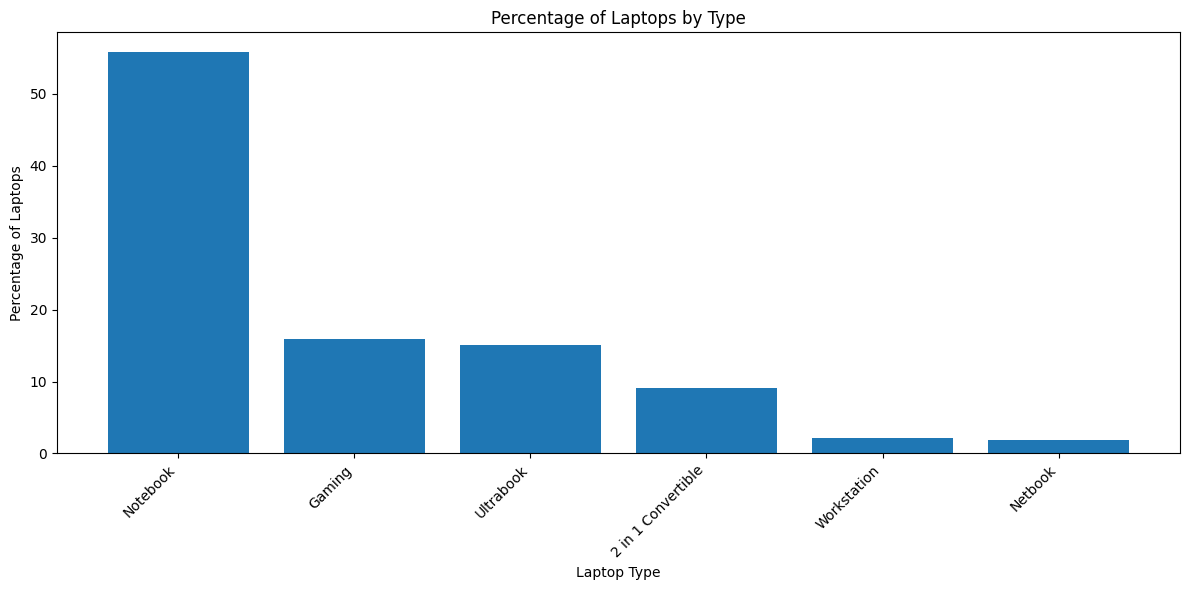 Percentage of Laptops by Type
Percentage of Laptops
50
40
30
20
10
0
Notebook
Gaming
Ultrabook
2 in 1 Convertible
Workstation
Netbook
Laptop Type